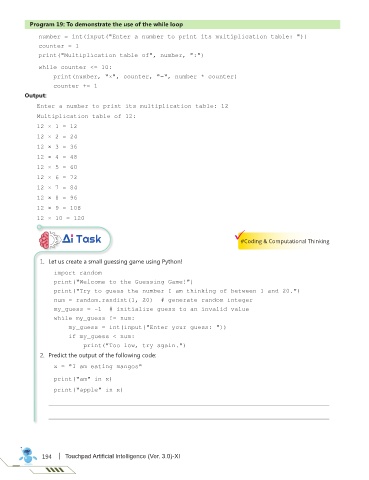 Program 19: To demonstrate the use of the while loop
number = int(input("Enter a number to print its multiplication table: "))
counter = 1
print("Multiplication table of", number, ":")
while counter <= 10:
print(number, "×", counter, "=", number * counter)
counter += 1
Output:
Enter a number to print its multiplication table: 12
Multiplication table of 12:
12 × 1 = 12
12 × 2 = 24
12 × 3 = 36
12 × 4 = 48
12 × 5 = 60
12 × 6 = 72
12 × 7 = 84
12 × 8 = 96
12 × 9 = 108
12 × 10 = 120
Ai Task
#Coding & Computational Thinking
1. Let us create a small guessing game using Python!
import random
print("Welcome to the Guessing Game!")
print("Try to guess the number I am thinking of between 1 and 20.")
num = random.randint(1, 20) # generate random integer
my_guess = -1 # initialize guess to an invalid value
while my_guess != num:
my_guess = int(input("Enter your guess: "))
if my_guess < num:
print("Too low, try again.")
2. Predict the output of the following code:
a = "I am eating mangos"
print("am" in a)
print("apple" in a)
194 | Touchpad Artificial Intelligence (Ver. 3.0)-XI